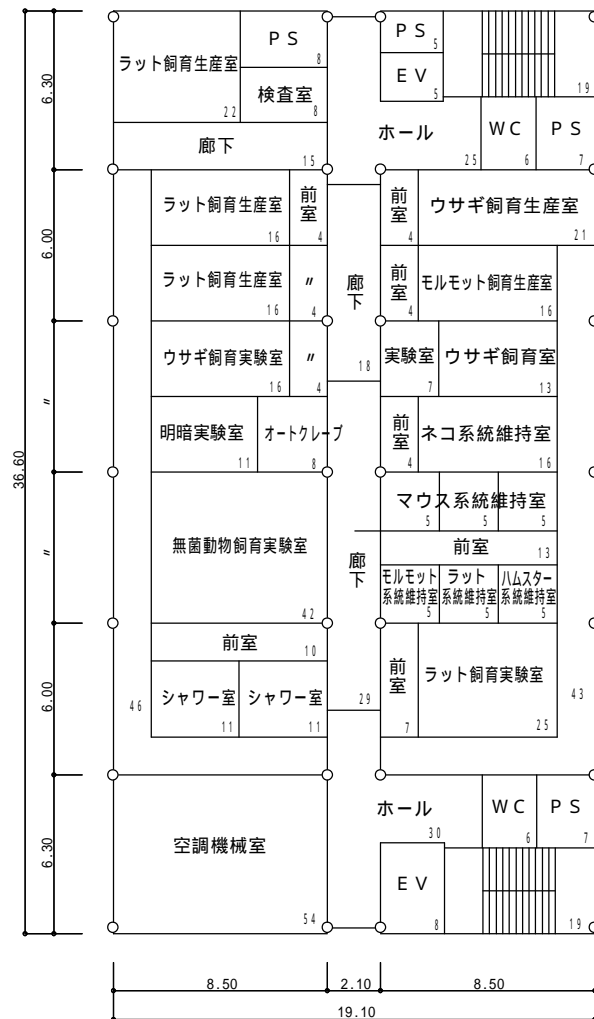 ＰＳ
8
ラット飼育生産室
22
検査室
8
廊下
15
ＰＳ
5
ＥＶ
5
19
ホール
25
ＷＣ
6
ＰＳ
7
6.30
ラット飼育生産室
16
前室
4
前室
4
ウサギ飼育生産室
21
6.00
ラット飼育生産室
16
〃
4
廊下
18
前室
4
モルモット飼育生産室
16
ウサギ飼育実験室
16
〃
4
実験室
7
ウサギ飼育室
13
〃
36.60
明暗実験室
11
オートクレーブ
8
前室
4
ネコ系統維持室
16
マウス系統維持室
5
5
5
無菌動物飼育実験室
42
廊下
29
前室
13
モルモット
系統維持室
5
ラット
系統維持室
5
ハムスター
系統維持室
5
〃
前室
10
シャワー室
11
シャワー室
11
46
前室
7
ラット飼育実験室
25
43
6.00
空調機械室
54
ホール
30
ＷＣ
6
ＰＳ
7
ＥＶ
8
19
6.30
8.50
2.10
8.50
19.10